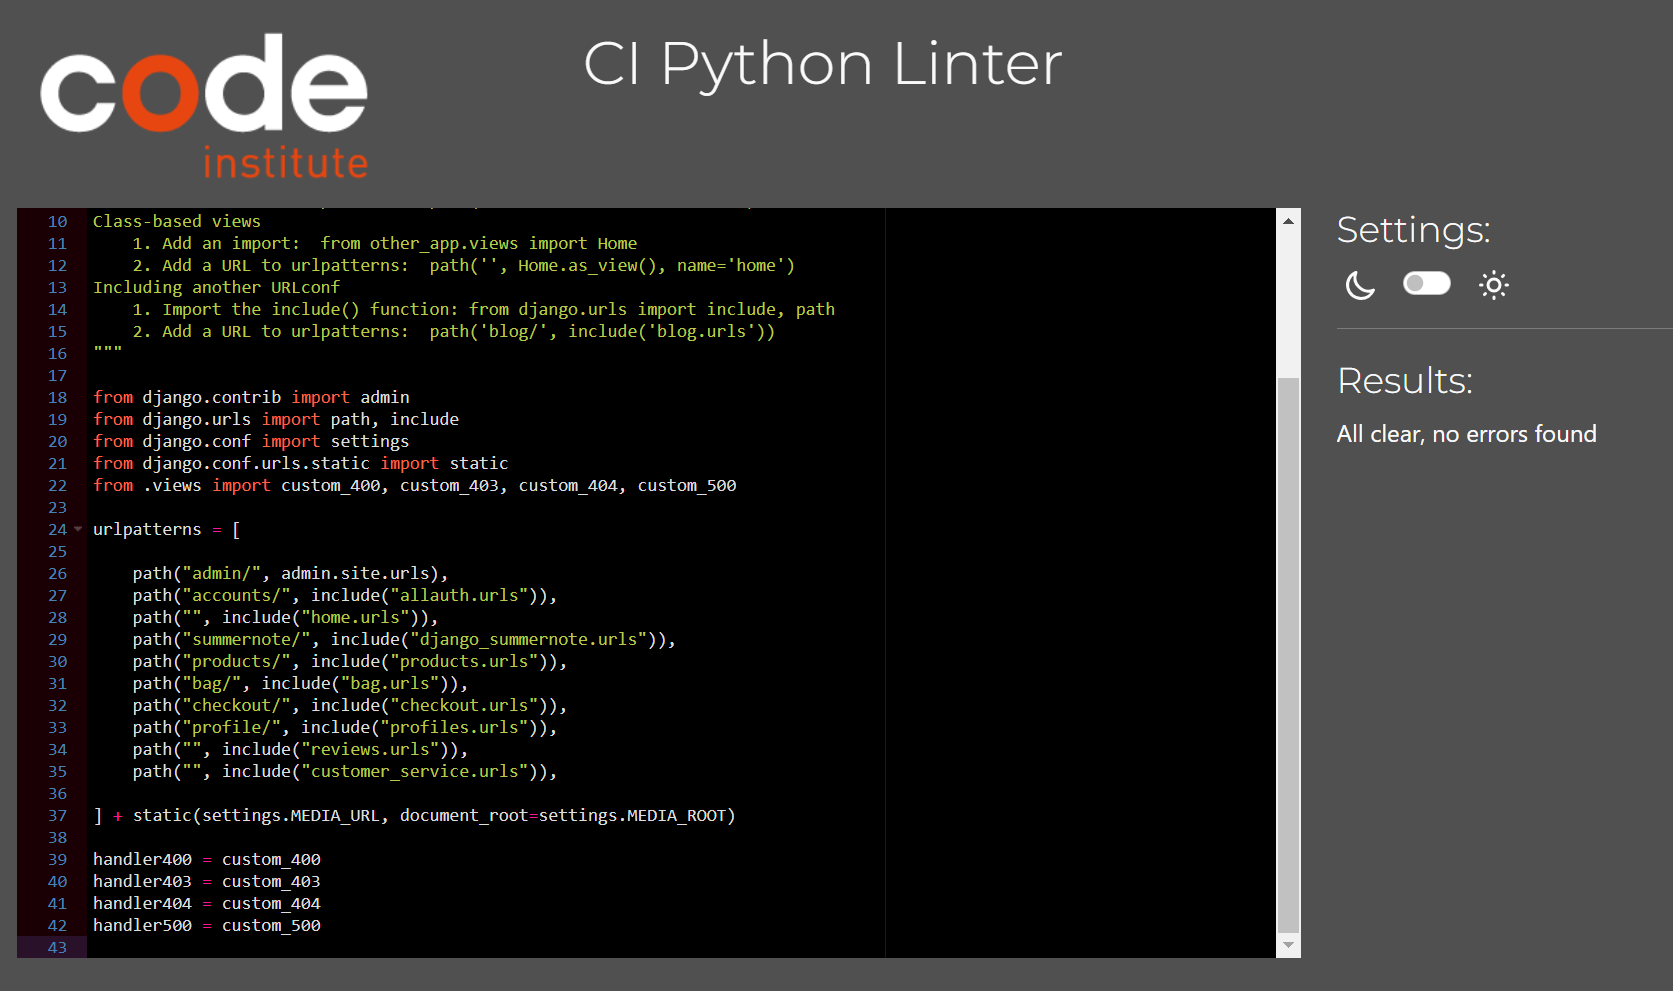 code
institute
CI Python Linter
10 Class-based views
11     1. Add an import:  from other_app.views import Home
12     2. Add a URL to urlpatterns:  path('', Home.as_view(), name='home')
13 Including another URLconf
14     1. Import the include() function: from django.urls import include, path
15     2. Add a URL to urlpatterns:  path('blog/', include('blog.urls'))
16 """
17
18 from django.contrib import admin
19 from django.urls import path, include
20 from django.conf import settings
21 from django.conf.urls.static import static
22 from .views import custom_400, custom_403, custom_404, custom_500
23
24 urlpatterns = [
25
26     path("admin/", admin.site.urls),
27     path("accounts/", include("allauth.urls")),
28     path("", include("home.urls")),
29     path("summernote/", include("django_summernote.urls")),
30     path("products/", include("products.urls")),
31     path("bag/", include("bag.urls")),
32     path("checkout/", include("checkout.urls")),
33     path("profile/", include("profiles.urls")),
34     path("", include("reviews.urls")),
35     path("", include("customer_service.urls")),
36
37 ] + static(settings.MEDIA_URL, document_root=settings.MEDIA_ROOT)
38
39 handler400 = custom_400
40 handler403 = custom_403
41 handler404 = custom_404
42 handler500 = custom_500
43
Settings:
Results:
All clear, no errors found